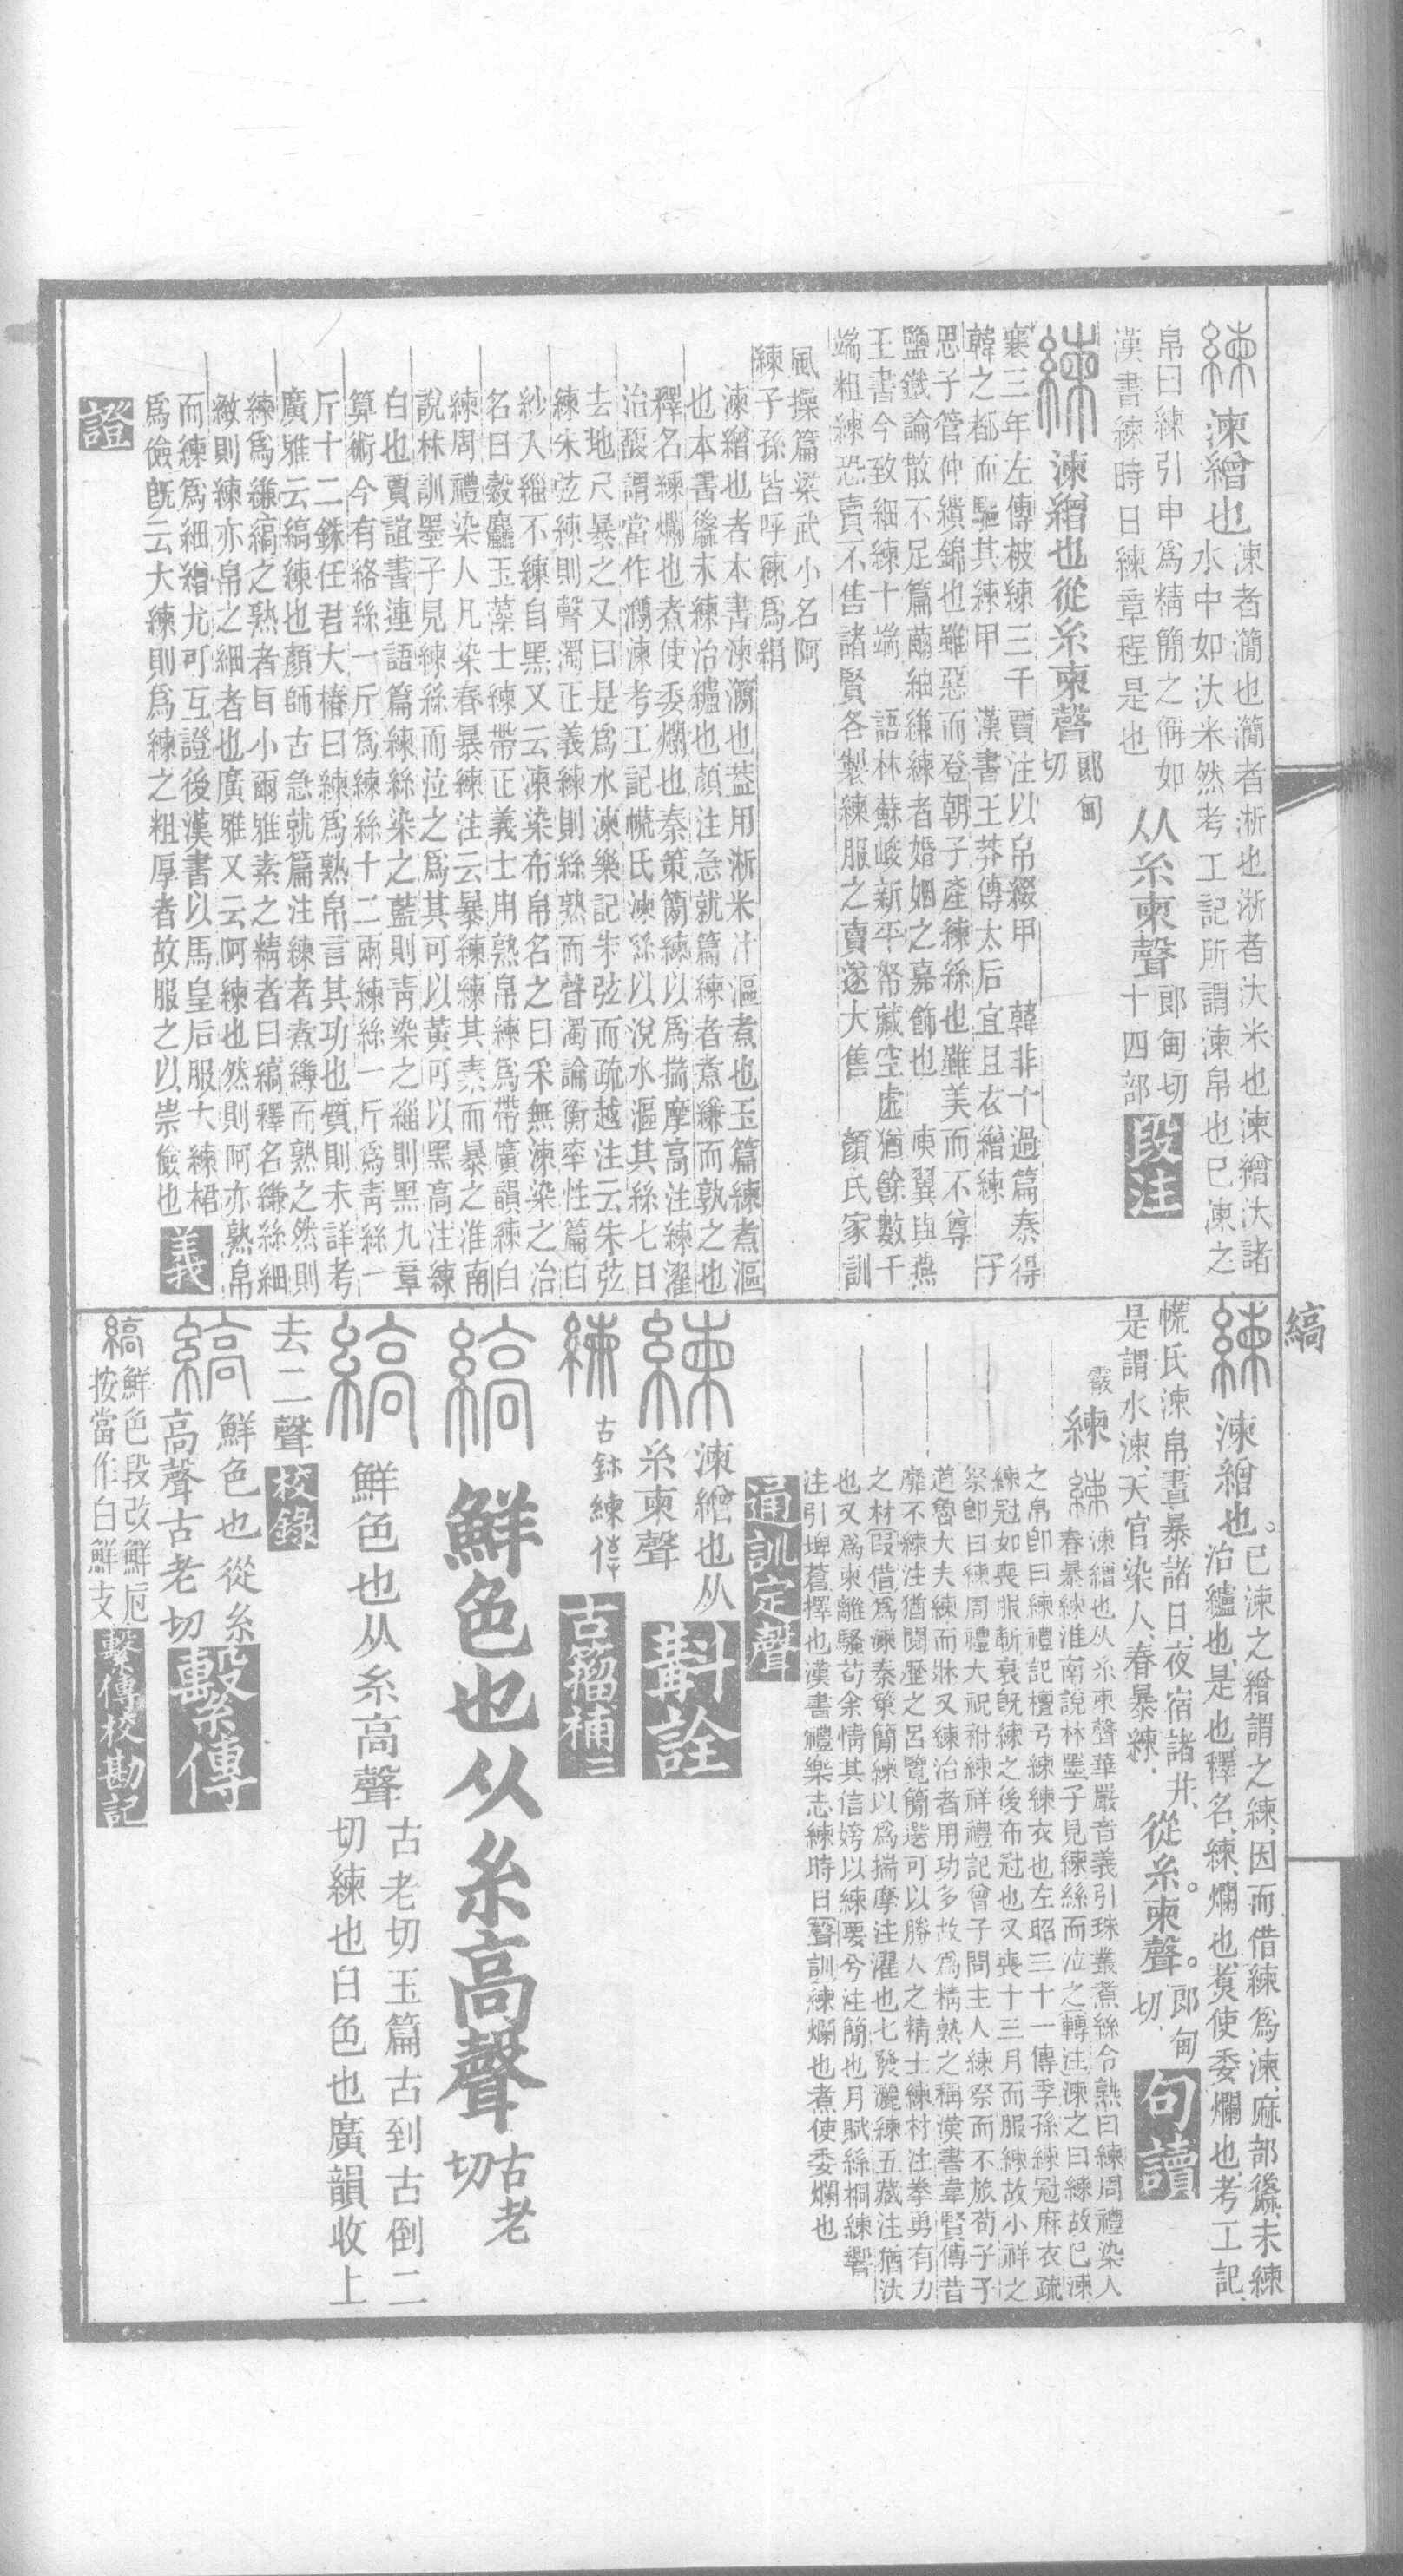 練湅繒也湅者𤄷也𤄷者淅也淅者汏米也湅繒汏諸
水中如汏米然考工記所謂湅帛也已湅之
帛曰練引申爲精簡之偁如
漢書練時日練章程是也
从糸柬聲郎甸切
十四部
段注
練湅繒也從糸柬聲郎甸
切
襄三年左傳被練三千賈注以帛綴甲 韓非十過篇秦得
韓之都而驅其練甲 漢書王莽傳太后宜且衣繒練 子
思子管仲繢錦也雖惡而登朝子產練絲也雖美而不尊
鹽鐵論散不足篇繭紬縑練者婚姻之嘉飾也 庾翼與燕
王書今致細練十端 語林蘇峻新平帑藏空虛猶餘數千
端粗練恐賣不售諸賢各製練服之賣遂大售 顏氏家訓
風操篇梁武小名阿
練子孫皆呼練爲絹
湅繒也者本書湅𤄷也蓋用淅米汁漚煮也玉篇練煮漚
也本書䌛末練治纑也顏注急就篇練者煮縑而孰之也
釋名練爛也煮使委爛也秦策簡練以爲揣摩高注練濯
治馥謂當作𤄷湅考工記㡛氏湅絲以涗水漚其絲七日
去地尺暴之又曰是爲水湅樂記朱弦而疏越注云朱弦
練朱弦練則聲濁正義練則絲熟而聲濁論衡率性篇白
紗入緇不練自黑又云湅染布帛名之曰采無湅染之治
名曰縠麤玉藻士練帶正義士用熟帛練爲帶廣韻練白
練周禮染人凡染春暴練注云暴練練其素而暴之淮南
說林訓墨子見練絲而泣之爲其可以黃可以黑高注練
白也賈誼書連語篇練絲染之藍則靑染之緇則黑九章
算術今有絡絲一斤爲練絲十二兩練絲一斤爲靑絲一
斤十二銖任君大椿曰練爲熟帛言其功也質則未詳考
廣雅云縞練也顏師古急就篇注練者煮縑而熟之然則
練爲縑縞之熟者曰小爾雅素之精者曰縞釋名縑絲細
緻則練亦帛之細者也廣雅又云阿練也然則阿亦熟帛
而練爲細繒尤可互證後漢書以馬皇后服大練裙
爲儉旣云大練則爲練之粗厚者故服之以崇儉也
義
證
縞
練湅繒也。已湅之繒謂之練、因而借練爲湅、麻部䌛、未練
治纑也、是也、釋名、練、爛也、煑使委爛也、考工記、
㡛氏湅帛、晝暴諸日、夜宿諸井、
是謂水湅、天官染人、春暴練、
從糸。柬聲。郎甸
切、
句讀
霰
練
練湅繒也从糸柬聲華嚴音義引珠叢煮絲令熟曰練周禮染人
春暴練淮南說林墨子見練絲而泣之轉注湅之曰練故已湅
之帛卽曰練禮記檀弓練練衣也左昭三十一傳季孫練冠麻衣疏
練冠如喪服斬衰旣練之後布冠也又喪十三月而服練故小祥之
祭卽曰練周禮大祝祔練祥禮記曾子問主人練祭而不旅荀子子
道魯大夫練而牀又練治者用功多故爲精熟之稱漢書韋賢傳昔
靡不練注猶閱歷之呂覽簡選可以勝人之精士練材注拳勇有力
之材叚借爲湅秦策簡練以爲揣摩注濯也七發灑練五藏注猶汰
也又爲柬離騷苟余情其信姱以練要兮注簡也月賦絲桐練響
注引埤蒼擇也漢書禮樂志練時日聲訓練爛也煮使委爛也
通訓定聲
練湅繒也从
糸柬聲
斠詮
練古鉨練𠈇
古籀補三
縞鮮色也从糸高聲古老
切
縞鮮色也从糸高聲古老切玉篇古到古倒二
切練也白色也廣韻收上
去二聲
校錄
縞鮮色也從糸
高聲古老切
繫傳
縞鮮色段改鮮卮
按當作白鮮支
繫傳校勘記